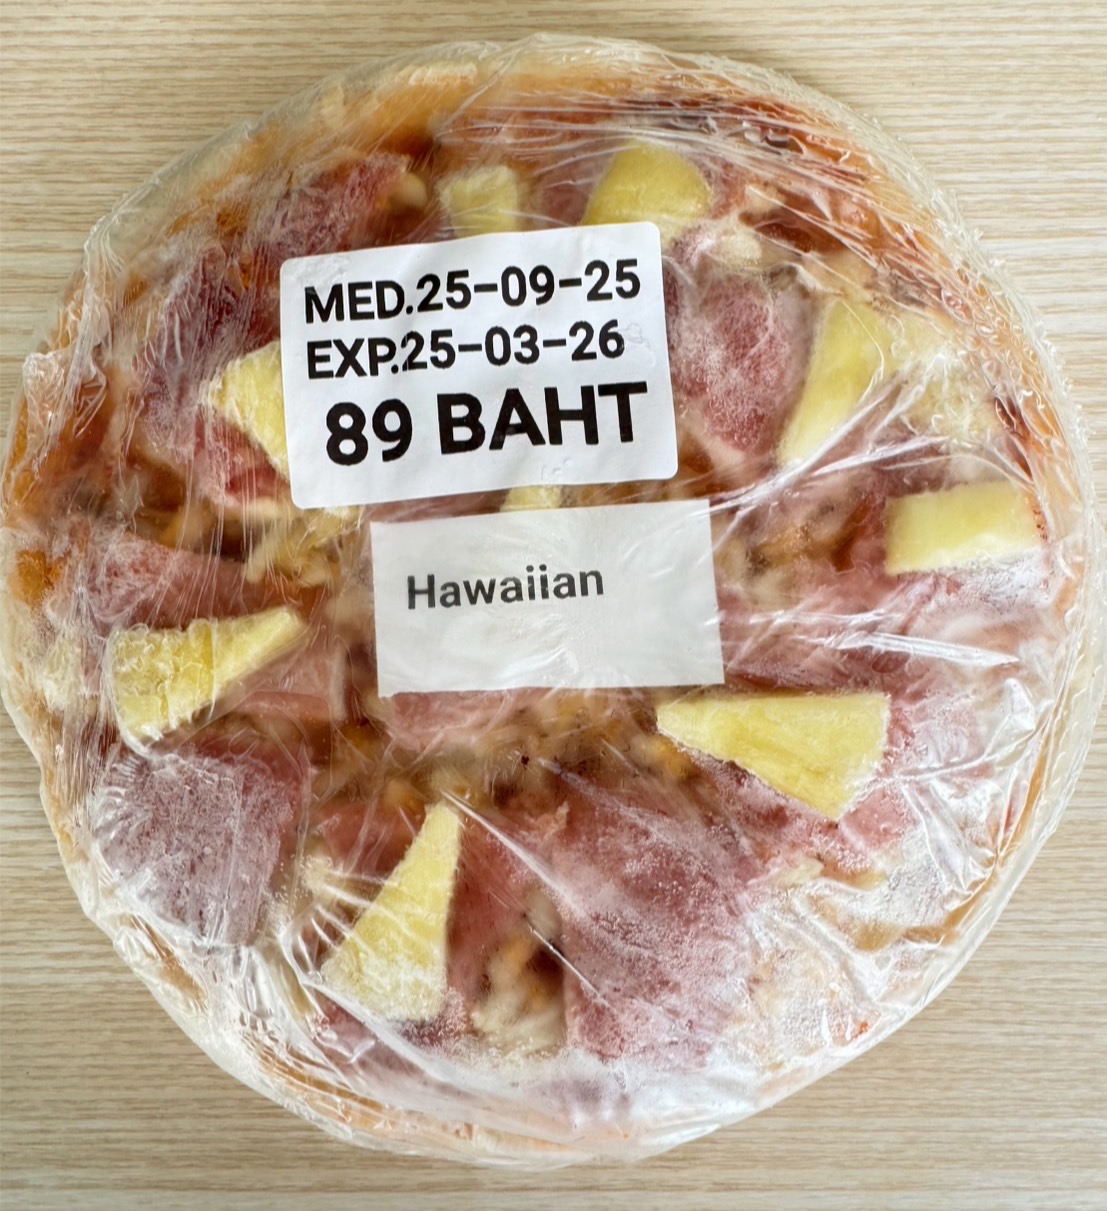 MED.25-09-25
EXP.25-03-26
89 BAHT
Hawaiian